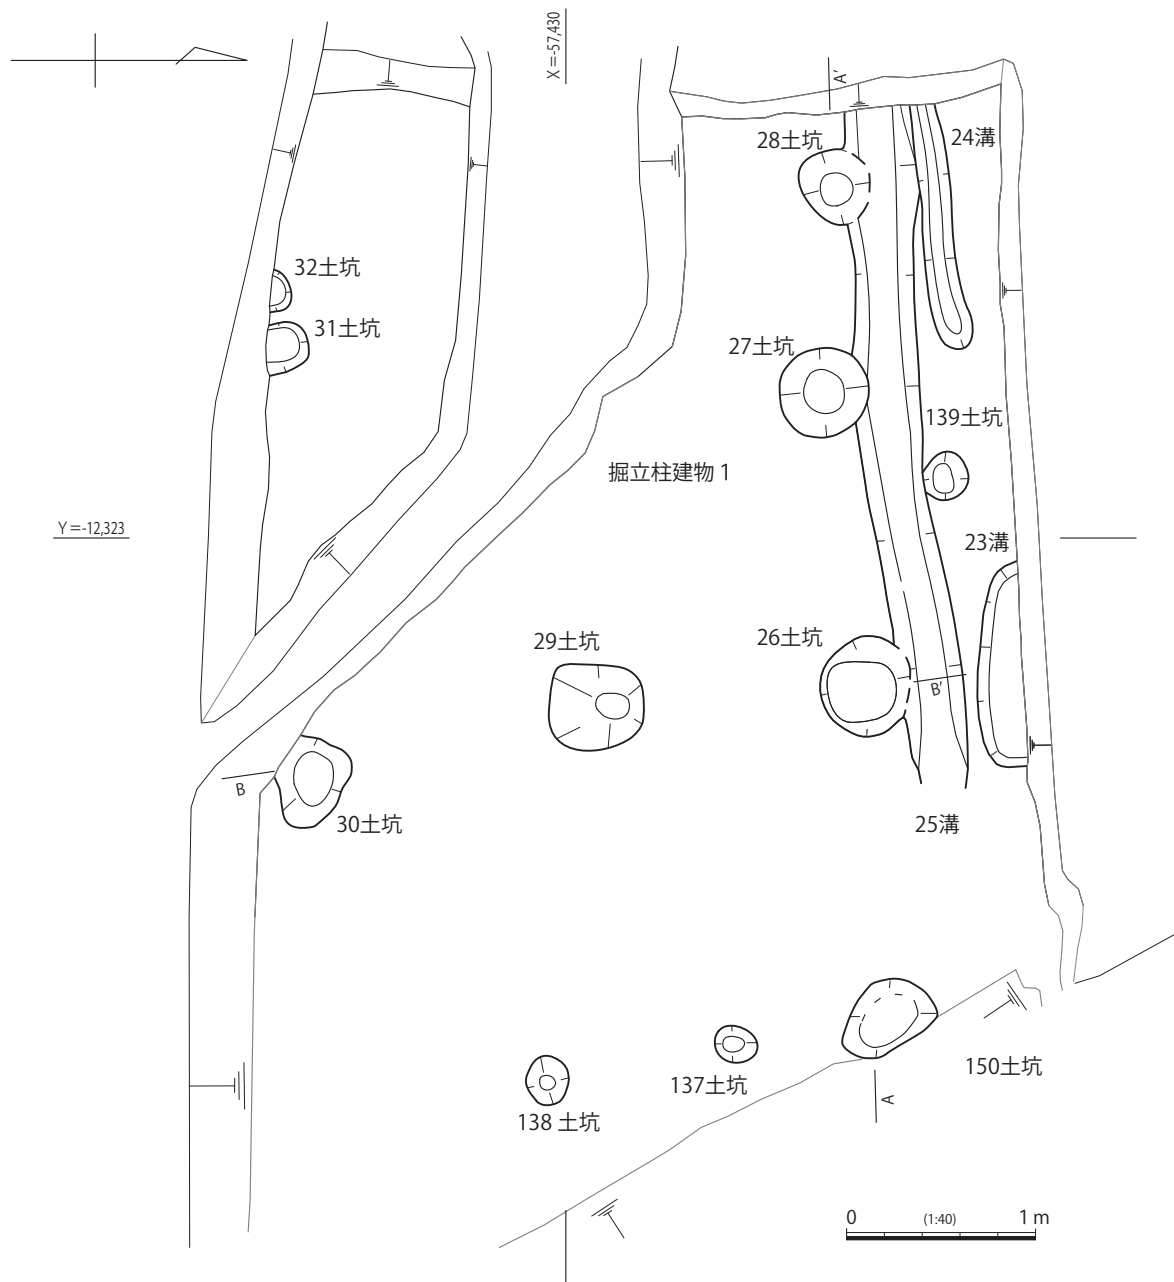 X =-57,430
A'
28土坑
24溝
32土坑
31土坑
27土坑
139土坑
掘立柱建物 1
Y =-12,323
23溝
29土坑
26土坑
B'
B
30土坑
25溝
150土坑
137土坑
A
138 土坑
0 (1:40) 1 m